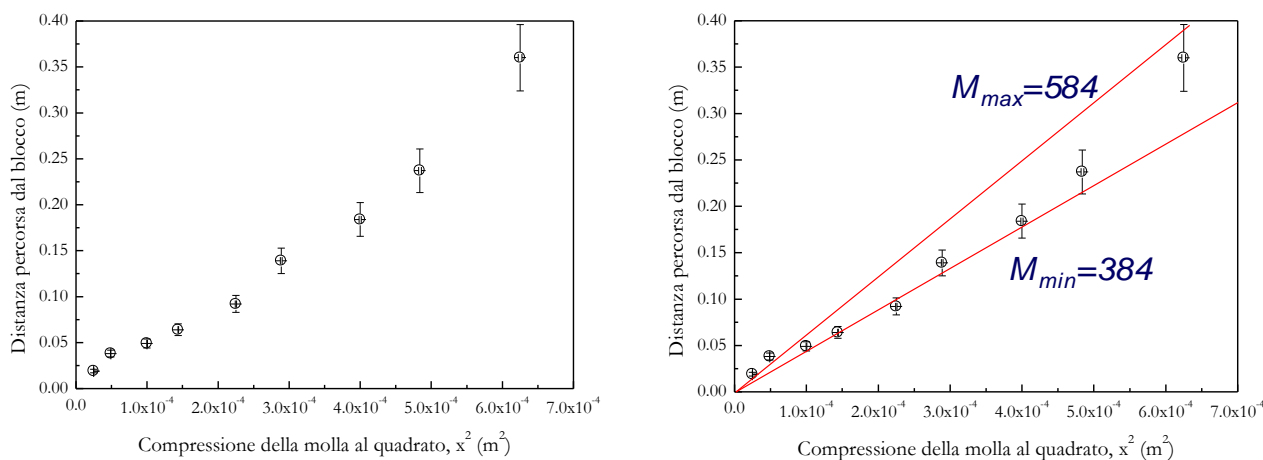 0.40
0.35
0.30
0.25
0.20
0.15
0.10
0.05
0.00
Distanza percorsa dal blocco (m)
0.0 1.0x10⁻⁴ 2.0x10⁻⁴ 3.0x10⁻⁴ 4.0x10⁻⁴ 5.0x10⁻⁴ 6.0x10⁻⁴ 7.0x10⁻⁴
Compressione della molla al quadrato, x² (m²)
0.40
0.35
0.30
0.25
0.20
0.15
0.10
0.05
0.00
Distanza percorsa dal blocco (m)
M_max=584
M_min=384
0.0 1.0x10⁻⁴ 2.0x10⁻⁴ 3.0x10⁻⁴ 4.0x10⁻⁴ 5.0x10⁻⁴ 6.0x10⁻⁴ 7.0x10⁻⁴
Compressione della molla al quadrato, x² (m²)